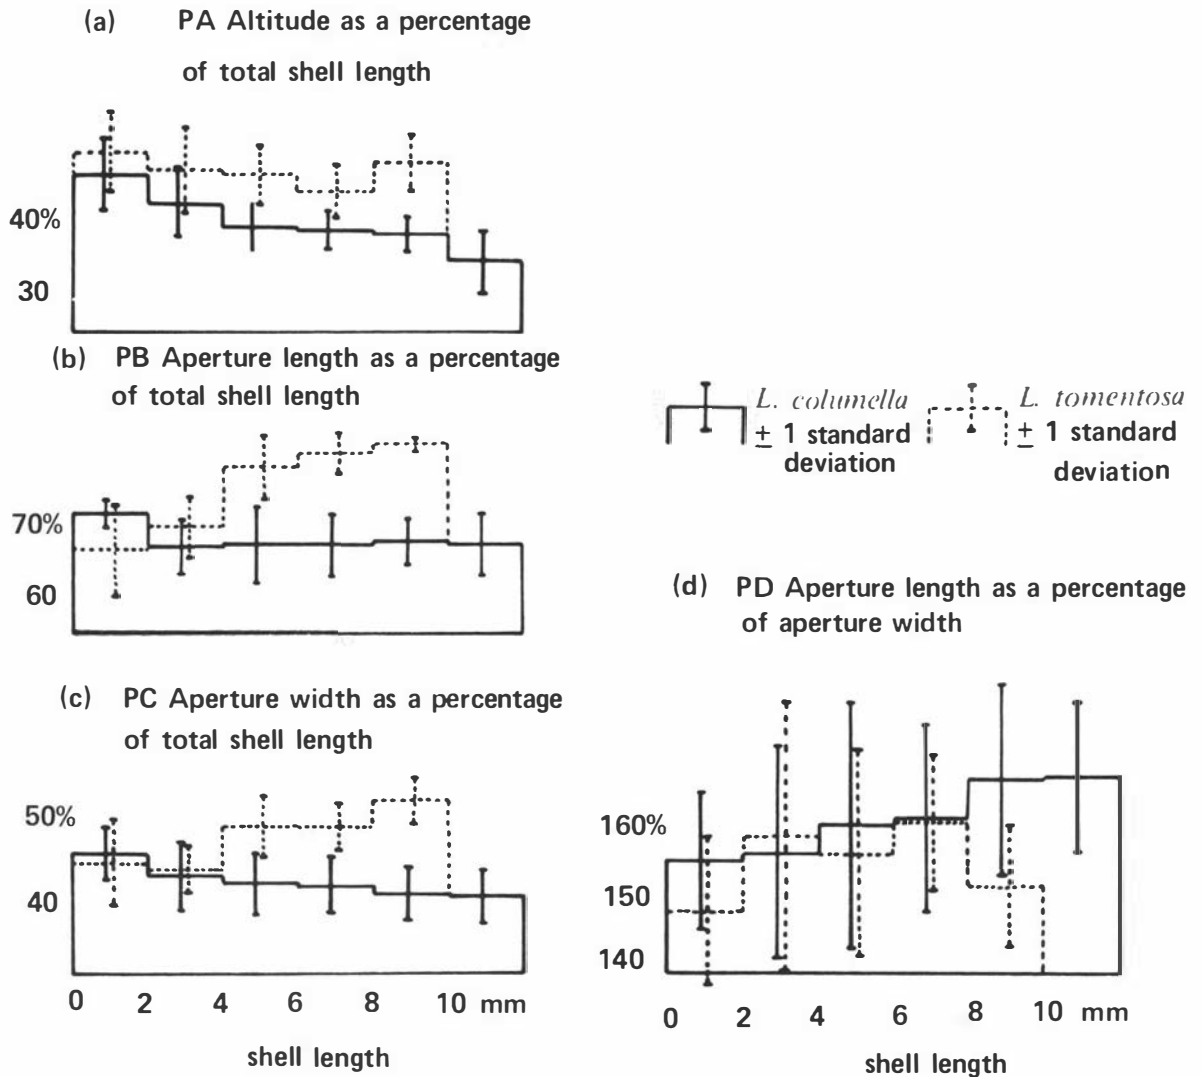 (a) PA Altitude as a percentage
of total shell length
40%
30
(b) PB Aperture length as a percentage
of total shell length
70%
60
(c) PC Aperture width as a percentage
of total shell length
50%
40
0 2 4 6 8 10 mm
shell length
L. columella
± 1 standard
deviation
L. tomentosa
± 1 standard
deviation
(d) PD Aperture length as a percentage
of aperture width
160%
150
140
0 2 4 6 8 10 mm
shell length